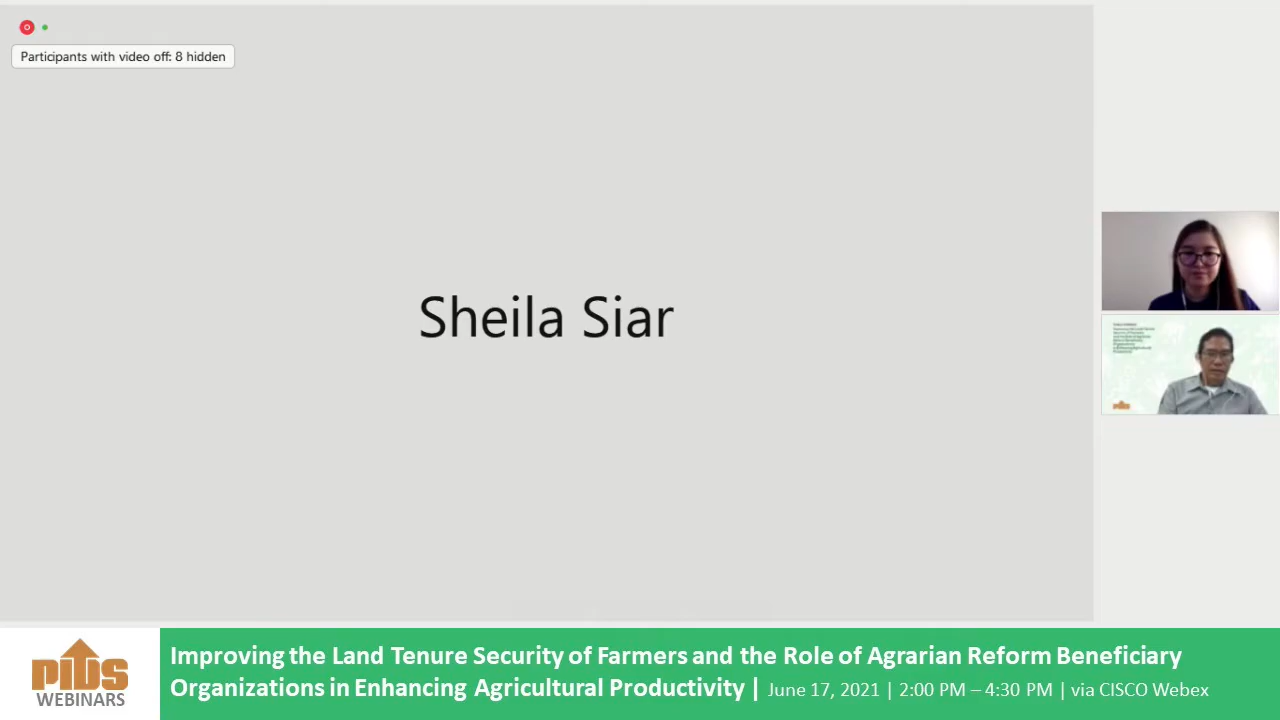 Participants with video off: 8 hidden
Sheila Siar
PIDS
WEBINARS
Improving the Land Tenure Security of Farmers and the Role of Agrarian Reform Beneficiary
Organizations in Enhancing Agricultural Productivity | June 17, 2021 | 2:00 PM – 4:30 PM | via CISCO Webex